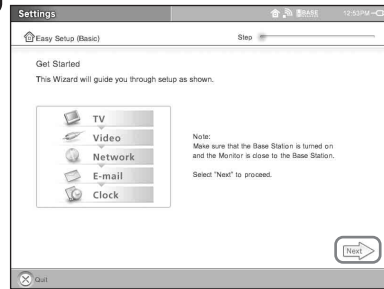 Settings
BASE
12:53PM
Easy Setup (Basic)
Step
Get Started
This Wizard will guide you through setup as shown.
TV
Video
Network
E-mail
Clock
Note:
Make sure that the Base Station is turned on
and the Monitor is close to the Base Station.
Select "Next" to proceed.
Next
Quit